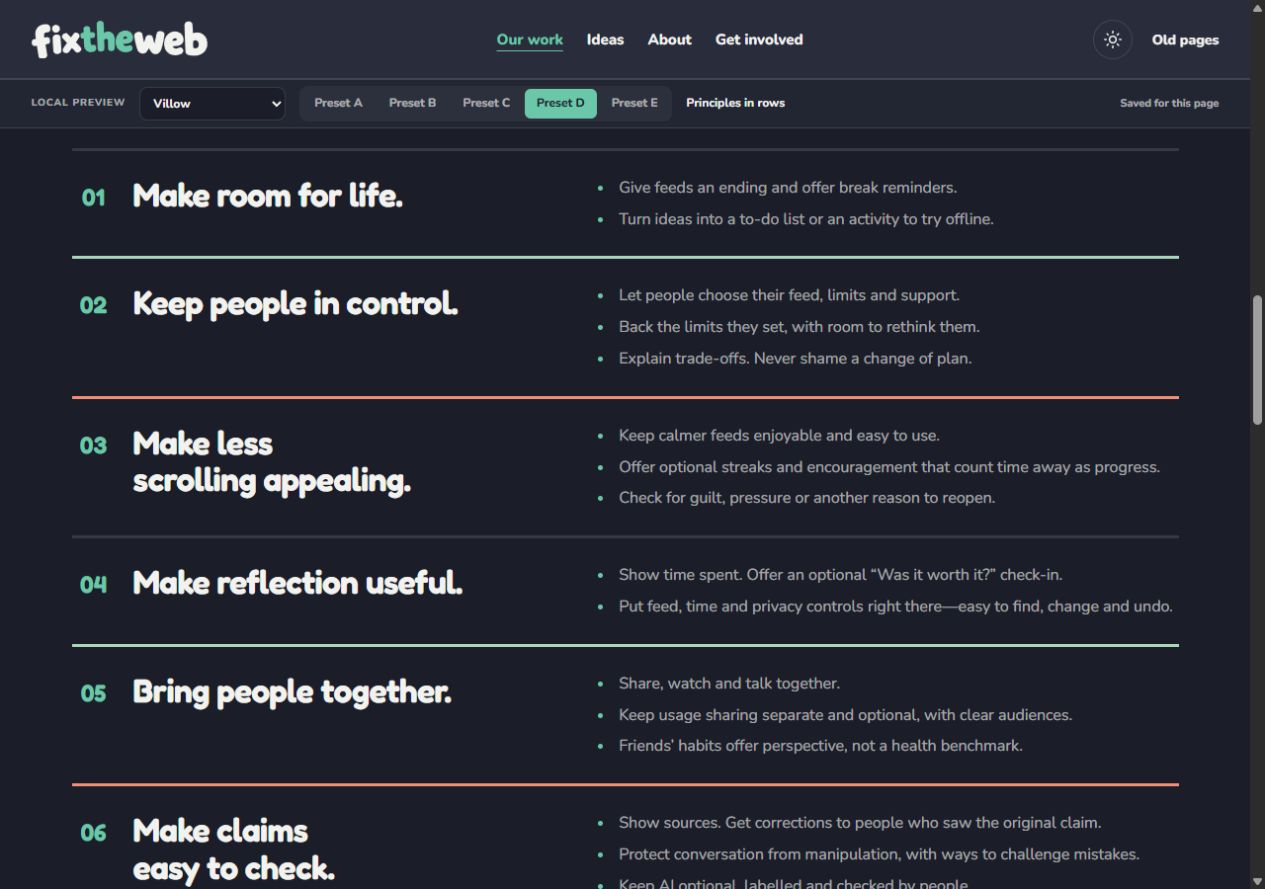 fixtheweb
Our work
Ideas
About
Get involved
Old pages
LOCAL PREVIEW
Villow
Preset A
Preset B
Preset C
Preset D
Preset E
Principles in rows
Saved for this page
01
Make room for life.
• Give feeds an ending and offer break reminders.
• Turn ideas into a to-do list or an activity to try offline.
02
Keep people in control.
• Let people choose their feed, limits and support.
• Back the limits they set, with room to rethink them.
• Explain trade-offs. Never shame a change of plan.
03
Make less
scrolling appealing.
• Keep calmer feeds enjoyable and easy to use.
• Offer optional streaks and encouragement that count time away as progress.
• Check for guilt, pressure or another reason to reopen.
04
Make reflection useful.
• Show time spent. Offer an optional “Was it worth it?” check-in.
• Put feed, time and privacy controls right there—easy to find, change and undo.
05
Bring people together.
• Share, watch and talk together.
• Keep usage sharing separate and optional, with clear audiences.
• Friends’ habits offer perspective, not a health benchmark.
06
Make claims
easy to check.
• Show sources. Get corrections to people who saw the original claim.
• Protect conversation from manipulation, with ways to challenge mistakes.
• Keep AI optional, labelled and checked by people.